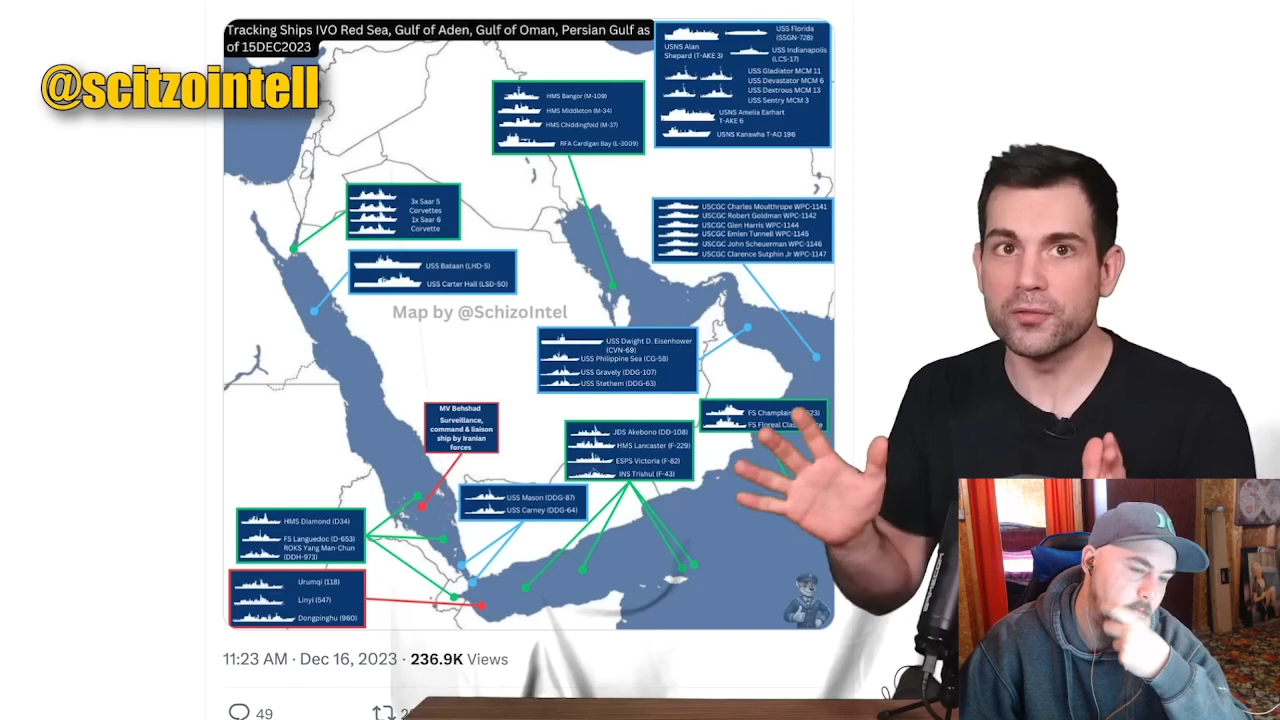 Tracking Ships IVO Red Sea, Gulf of Aden, Gulf of Oman, Persian Gulf as
of 15DEC2023
@scitzointell
USNS Alan
Shepard (T-AKE 3)
USS Florida
(SSGN-728)
USS Indianapolis
(LCS-17)
USS Gladiator MCM 11
USS Devastator MCM 6
USS Dextrous MCM 13
USS Sentry MCM 3
USNS Amelia Earhart
T-AKE 6
USNS Kanawha T-AO 196
HMS Bangor (M-109)
HMS Middleton (M-34)
HMS Chiddingfold (M-37)
RFA Cardigan Bay (L-3009)
3x Saar 5
Corvettes
1x Saar 6
Corvette
USCGC Charles Moulthrope WPC-1141
USCGC Robert Goldman WPC-1142
USCGC Glen Harris WPC-1144
USCGC Emlen Tunnell WPC-1145
USCGC John Scheuerman WPC-1146
USCGC Clarence Sutphin Jr WPC-1147
USS Bataan (LHD-5)
USS Carter Hall (LSD-50)
Map by @SchizoIntel
USS Dwight D. Eisenhower
(CVN-69)
USS Philippine Sea (CG-58)
USS Gravely (DDG-107)
USS Stethem (DDG-63)
MV Behshad
Surveillance,
command & liaison
ship by Iranian
forces
FS Champlain
FS Floreal
JDS Akebono (DD-108)
HMS Lancaster (F-229)
ESPS Victoria (F-82)
INS Trishul (F-43)
USS Mason (DDG-87)
USS Carney (DDG-64)
HMS Diamond (D34)
FS Languedoc (D-653)
ROKS Yang Man-Chun
(DDH-973)
Urumqi (118)
Linyi (547)
Dongpinghu (960)
11:23 AM · Dec 16, 2023 · 236.9K Views
49